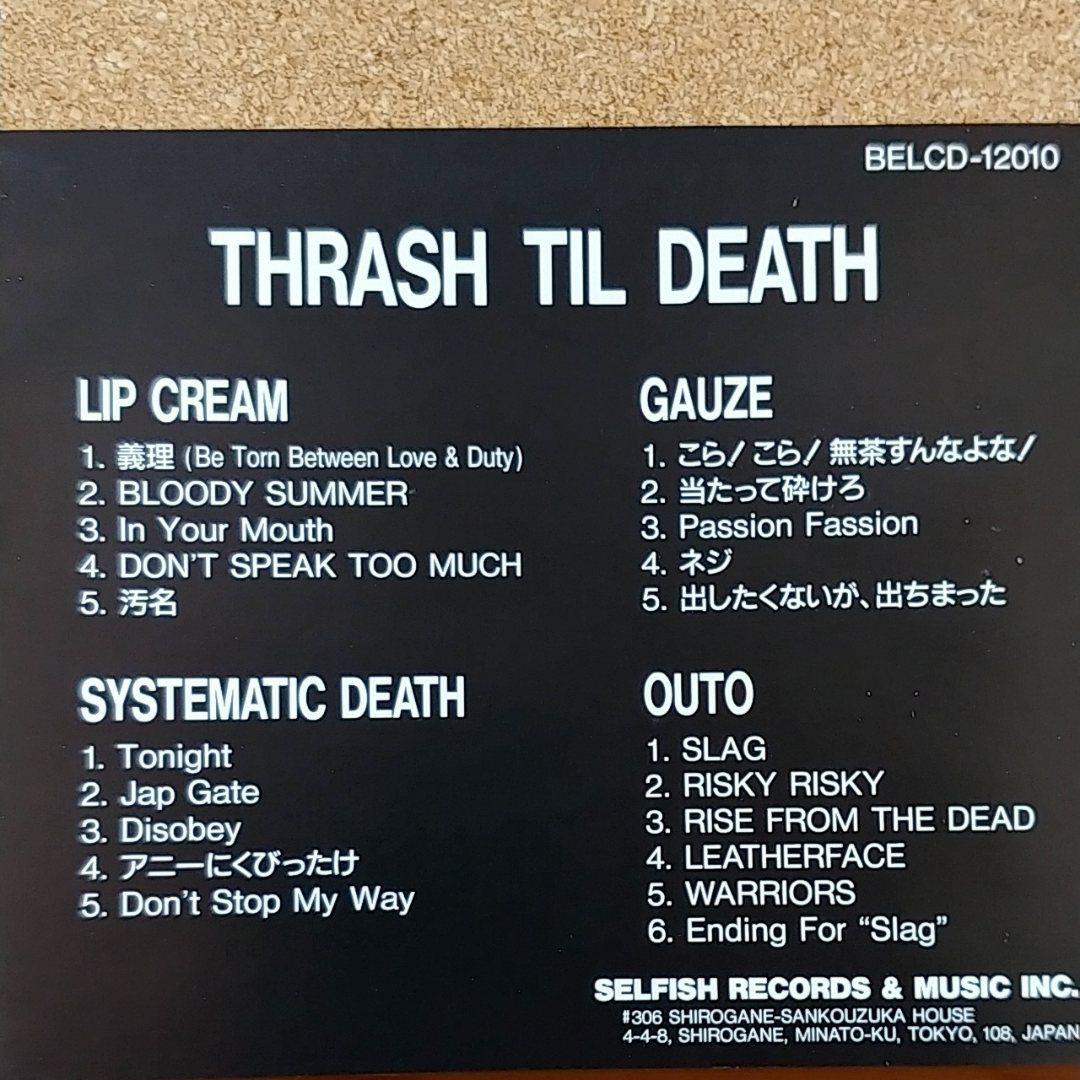 BELCD-12010
THRASH TIL DEATH
LIP CREAM
1. 義理 (Be Torn Between Love & Duty)
2. BLOODY SUMMER
3. In Your Mouth
4. DON'T SPEAK TOO MUCH
5. 汚名
GAUZE
1. こら! こら! 無茶すんなよな!
2. 当たって砕けろ
3. Passion Fassion
4. ネジ
5. 出したくないが、出ちまった
SYSTEMATIC DEATH
1. Tonight
2. Jap Gate
3. Disobey
4. アニーにくびったけ
5. Don't Stop My Way
OUTO
1. SLAG
2. RISKY RISKY
3. RISE FROM THE DEAD
4. LEATHERFACE
5. WARRIORS
6. Ending For “Slag”
SELFISH RECORDS & MUSIC INC.
#306 SHIROGANE-SANKOUZUKA HOUSE
4-4-8, SHIROGANE, MINATO-KU, TOKYO, 108, JAPAN